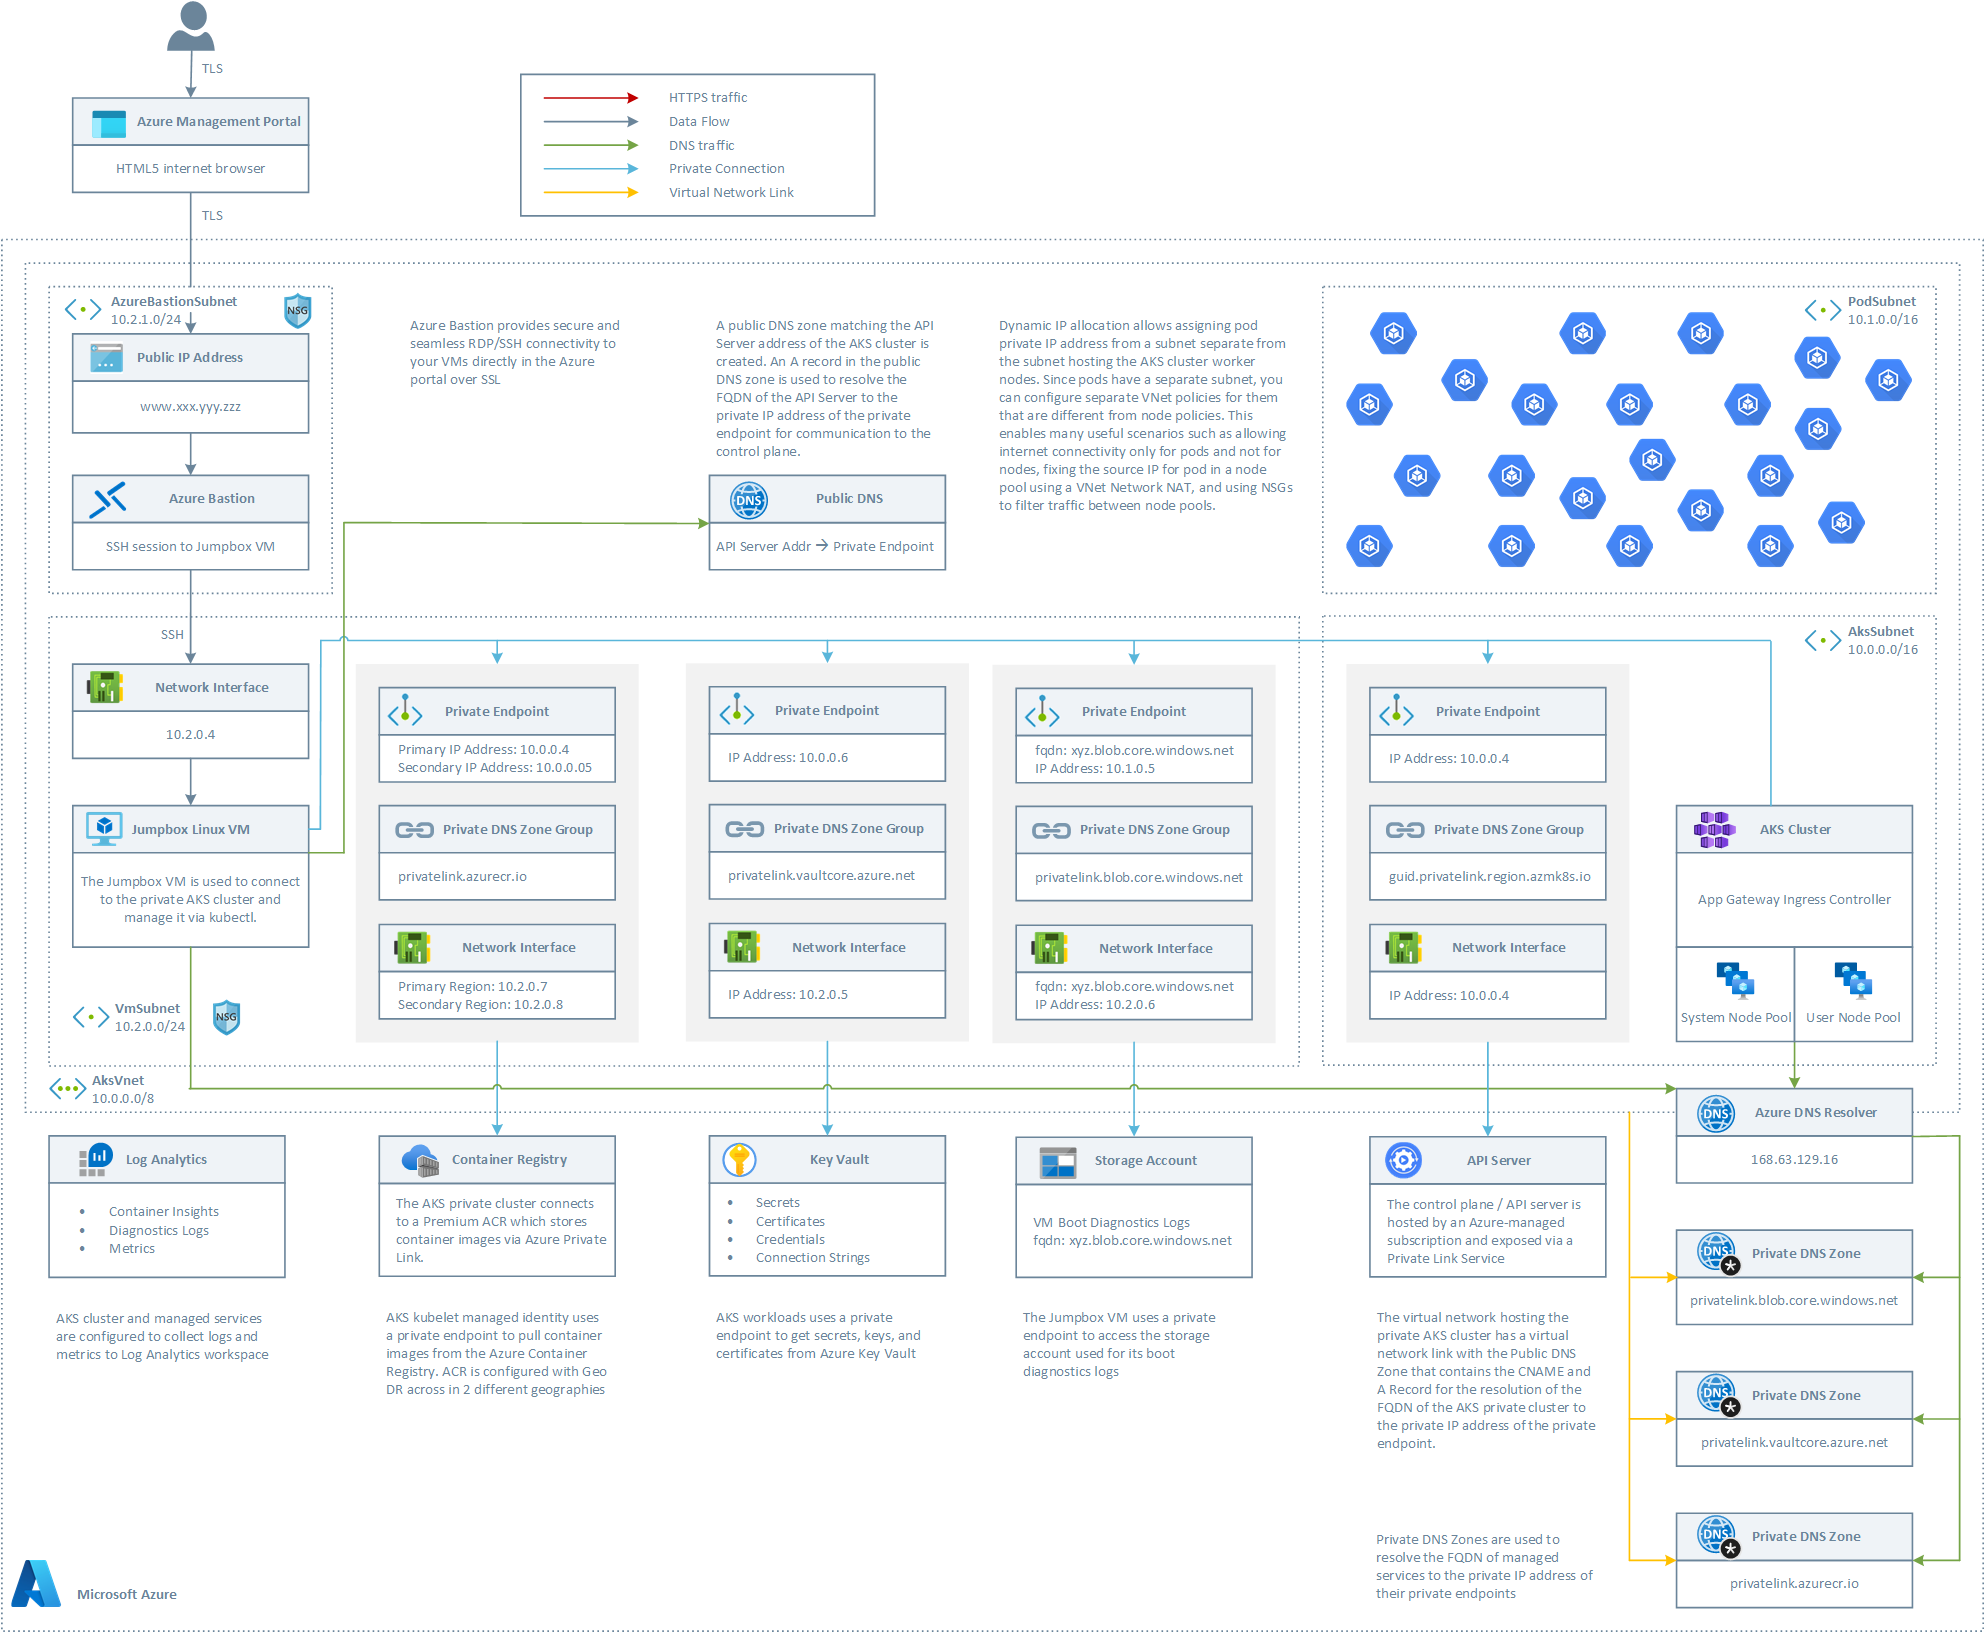 TLS
Azure Management Portal
HTML5 internet browser
TLS
HTTPS traffic
Data Flow
DNS traffic
Private Connection
Virtual Network Link
AzureBastionSubnet
10.2.1.0/24
NSG
Public IP Address
www.xxx.yyy.zzz
Azure Bastion
SSH session to Jumpbox VM
Azure Bastion provides secure and
seamless RDP/SSH connectivity to
your VMs directly in the Azure
portal over SSL
A public DNS zone matching the API
Server address of the AKS cluster is
created. An A record in the public
DNS zone is used to resolve the
FQDN of the API Server to the
private IP address of the private
endpoint for communication to the
control plane.
DNS
Public DNS
API Server Addr → Private Endpoint
Dynamic IP allocation allows assigning pod
private IP address from a subnet separate from
the subnet hosting the AKS cluster worker
nodes. Since pods have a separate subnet, you
can configure separate VNet policies for them
that are different from node policies. This
enables many useful scenarios such as allowing
internet connectivity only for pods and not for
nodes, fixing the source IP for pod in a node
pool using a VNet Network NAT, and using NSGs
to filter traffic between node pools.
PodSubnet
10.1.0.0/16
SSH
Network Interface
10.2.0.4
Jumpbox Linux VM
The Jumpbox VM is used to connect
to the private AKS cluster and
manage it via kubectl.
VmSubnet
10.2.0.0/24
NSG
Private Endpoint
Primary IP Address: 10.0.0.4
Secondary IP Address: 10.0.0.05
Private DNS Zone Group
privatelink.azurecr.io
Network Interface
Primary Region: 10.2.0.7
Secondary Region: 10.2.0.8
Private Endpoint
IP Address: 10.0.0.6
Private DNS Zone Group
privatelink.vaultcore.azure.net
Network Interface
IP Address: 10.2.0.5
Private Endpoint
fqdn: xyz.blob.core.windows.net
IP Address: 10.1.0.5
Private DNS Zone Group
privatelink.blob.core.windows.net
Network Interface
fqdn: xyz.blob.core.windows.net
IP Address: 10.2.0.6
AksSubnet
10.0.0.0/16
Private Endpoint
IP Address: 10.0.0.4
Private DNS Zone Group
guid.privatelink.region.azmk8s.io
Network Interface
IP Address: 10.0.0.4
AKS Cluster
App Gateway Ingress Controller
System Node Pool
User Node Pool
AksVnet
10.0.0.0/8
Log Analytics
• Container Insights
• Diagnostics Logs
• Metrics
AKS cluster and managed services
are configured to collect logs and
metrics to Log Analytics workspace
Container Registry
The AKS private cluster connects
to a Premium ACR which stores
container images via Azure Private
Link.
AKS kubelet managed identity uses
a private endpoint to pull container
images from the Azure Container
Registry. ACR is configured with Geo
DR across in 2 different geographies
Key Vault
• Secrets
• Certificates
• Credentials
• Connection Strings
AKS workloads uses a private
endpoint to get secrets, keys, and
certificates from Azure Key Vault
Storage Account
VM Boot Diagnostics Logs
fqdn: xyz.blob.core.windows.net
The Jumpbox VM uses a private
endpoint to access the storage
account used for its boot
diagnostics logs
API Server
The control plane / API server is
hosted by an Azure-managed
subscription and exposed via a
Private Link Service
The virtual network hosting the
private AKS cluster has a virtual
network link with the Public DNS
Zone that contains the CNAME and
A Record for the resolution of the
FQDN of the AKS private cluster to
the private IP address of the private
endpoint.
Private DNS Zones are used to
resolve the FQDN of managed
services to the private IP address of
their private endpoints
DNS
Azure DNS Resolver
168.63.129.16
DNS
Private DNS Zone
privatelink.blob.core.windows.net
DNS
Private DNS Zone
privatelink.vaultcore.azure.net
DNS
Private DNS Zone
privatelink.azurecr.io
Microsoft Azure